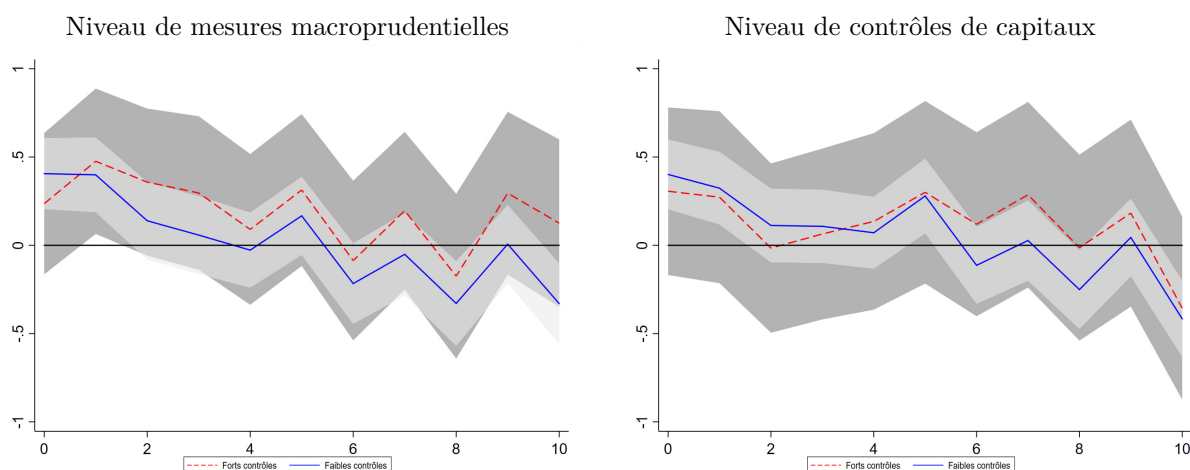 Niveau de mesures macroprudentielles
1
.5
0
-.5
-1
0 2 4 6 8 10
Forts contrôles Faibles contrôles
Niveau de contrôles de capitaux
1
.5
0
-.5
-1
0 2 4 6 8 10
Forts contrôles Faibles contrôles